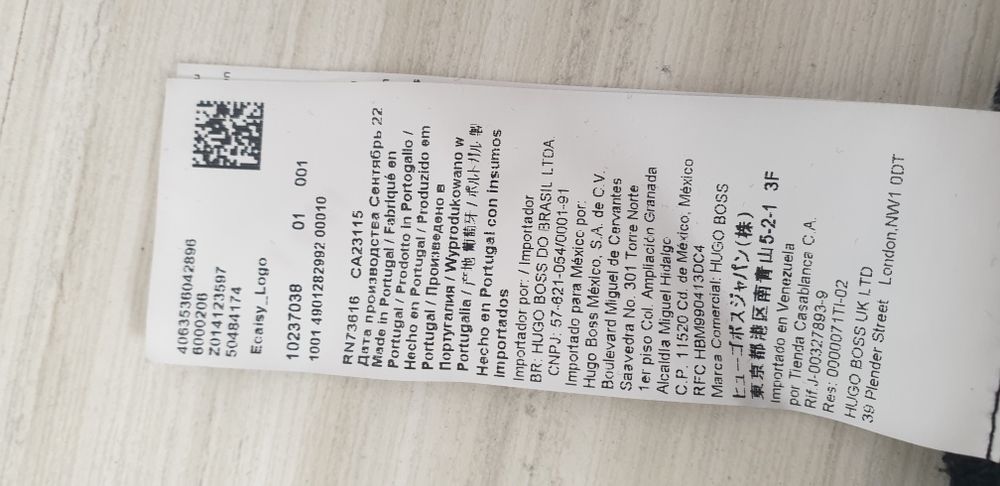 4063536042896
6000206
Z014123597
50484174
Ecaisy_Logo
10237038 01 001
1001 4901282992 00010
RN73616 CA23115
Дата производства Сентябрь 22
Made in Portugal / Fabriqué en
Portugal / Prodotto in Portogallo /
Hecho en Portugal / Produzido em
Portugal / Произведено в
Португалия / Wyprodukowano w
Portugalia / 产地 葡萄牙 / ポルトガル 製
Hecho en Portugal con insumos
Importados
Importador por: / Importador
BR: HUGO BOSS DO BRASIL LTDA.
CNPJ: 57-621-054/0001-91
Importado para México por:
Hugo Boss México, S.A. de C.V.
Boulevard Miguel de Cervantes
Saavedra No. 301 Torre Norte
1er piso Col. Ampliación Granada
Alcaldía Miguel Hidalgo
C.P. 11520 Cd. de México, México
RFC HBM990413DC4
Marca Comercial: HUGO BOSS
ヒューゴボスジャパン(株)
東京都港区南青山5-2-1 3F
Importado en Venezuela
por Tienda Casablanca C.A.
Rif.J-00327893-9
Res: 0000071TI-02
HUGO BOSS UK LTD
39 Plender Street London,NW1 0DT